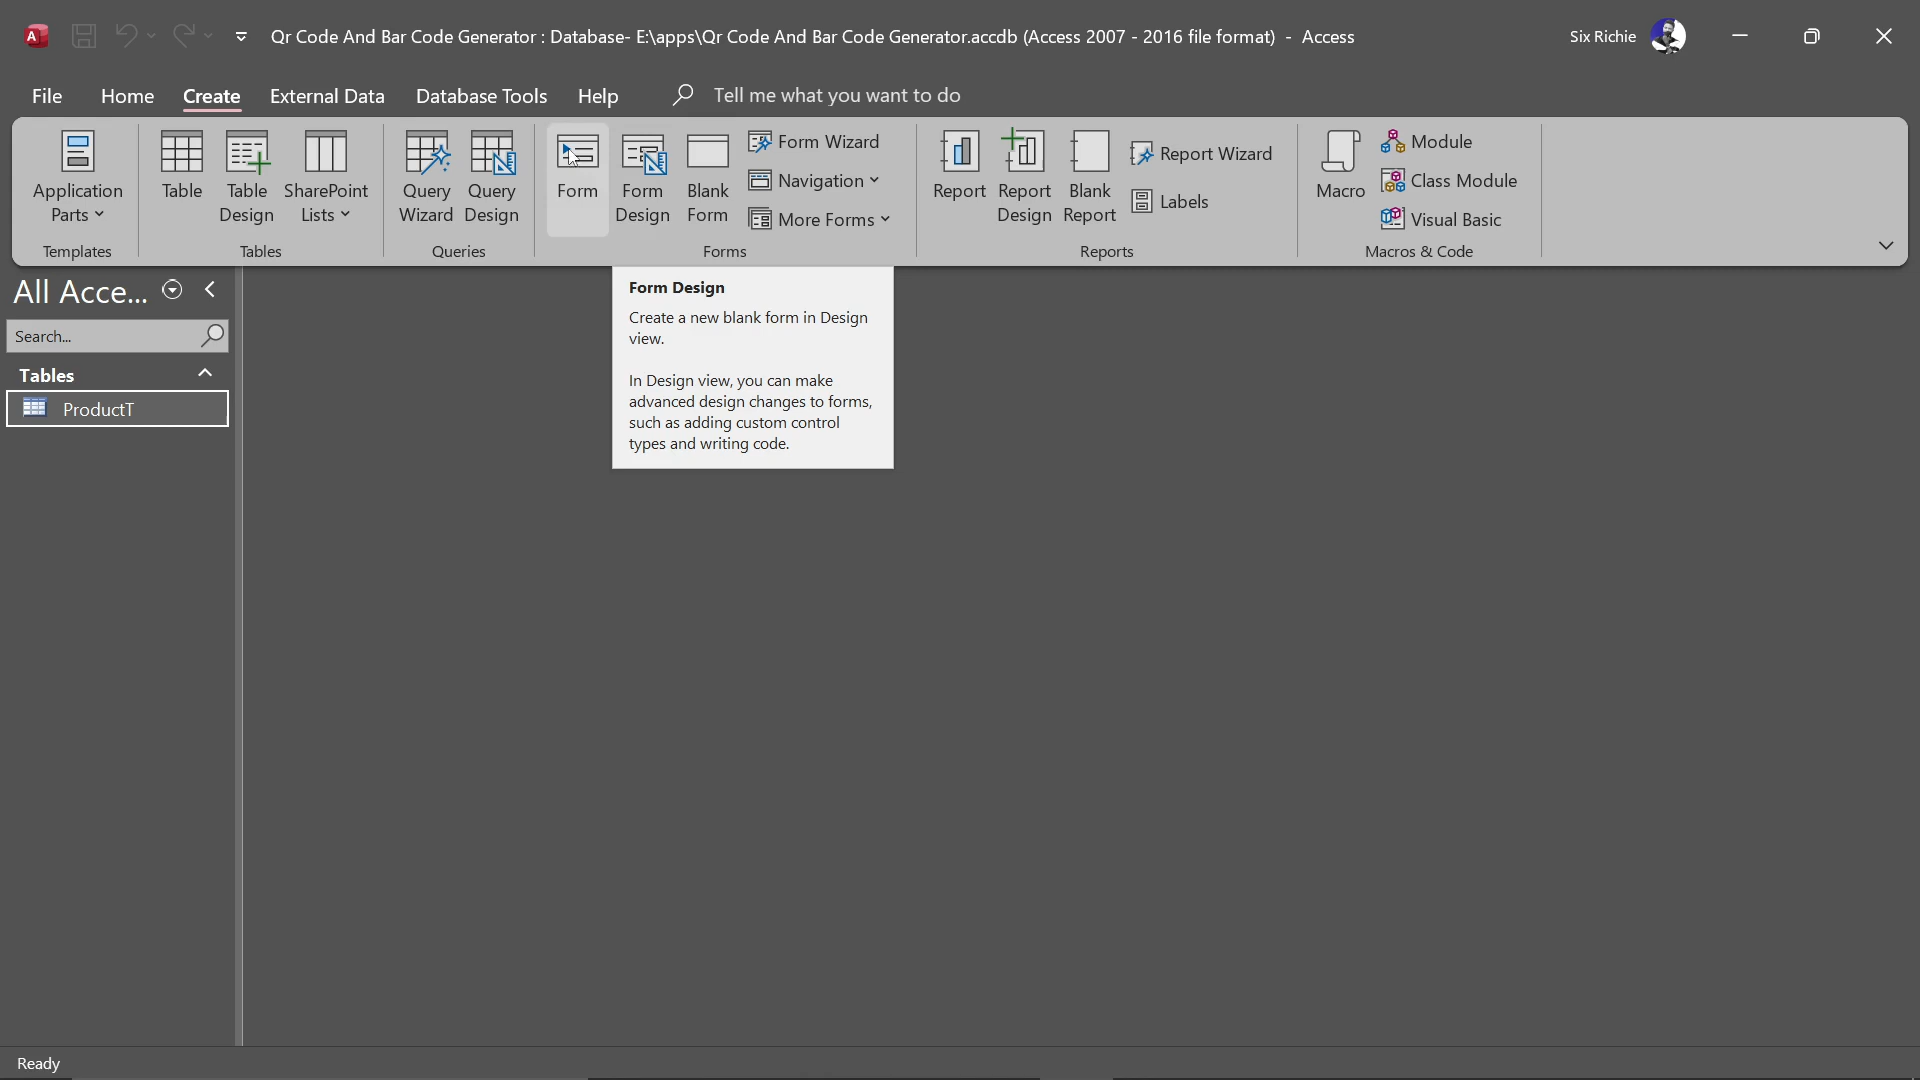 Qr Code And Bar Code Generator : Database- E:\apps\Qr Code And Bar Code Generator.accdb (Access 2007 - 2016 file format) - Access
Six Richie
File Home Create External Data Database Tools Help Tell me what you want to do
Application Parts
Templates
Table
Table Design
SharePoint Lists
Tables
Query Wizard
Query Design
Queries
Form
Form Design
Blank Form
Form Wizard
Navigation
More Forms
Forms
Report
Report Design
Blank Report
Report Wizard
Labels
Reports
Macro
Module
Class Module
Visual Basic
Macros & Code
All Acce...
Search...
Tables
ProductT
Form Design
Create a new blank form in Design
view.
In Design view, you can make
advanced design changes to forms,
such as adding custom control
types and writing code.
Ready